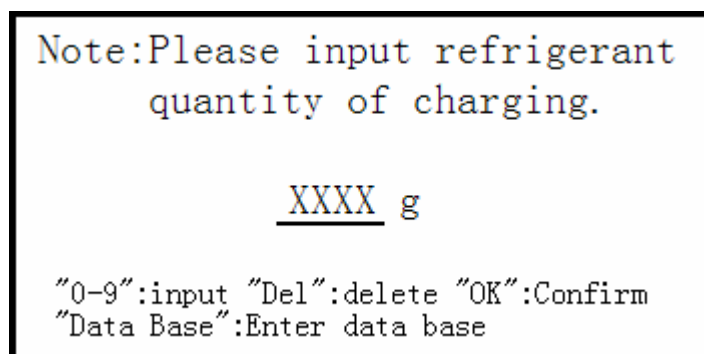 Note:Please input refrigerant
quantity of charging.
XXXX g
"0-9":input "Del":delete "OK":Confirm
"Data Base":Enter data base